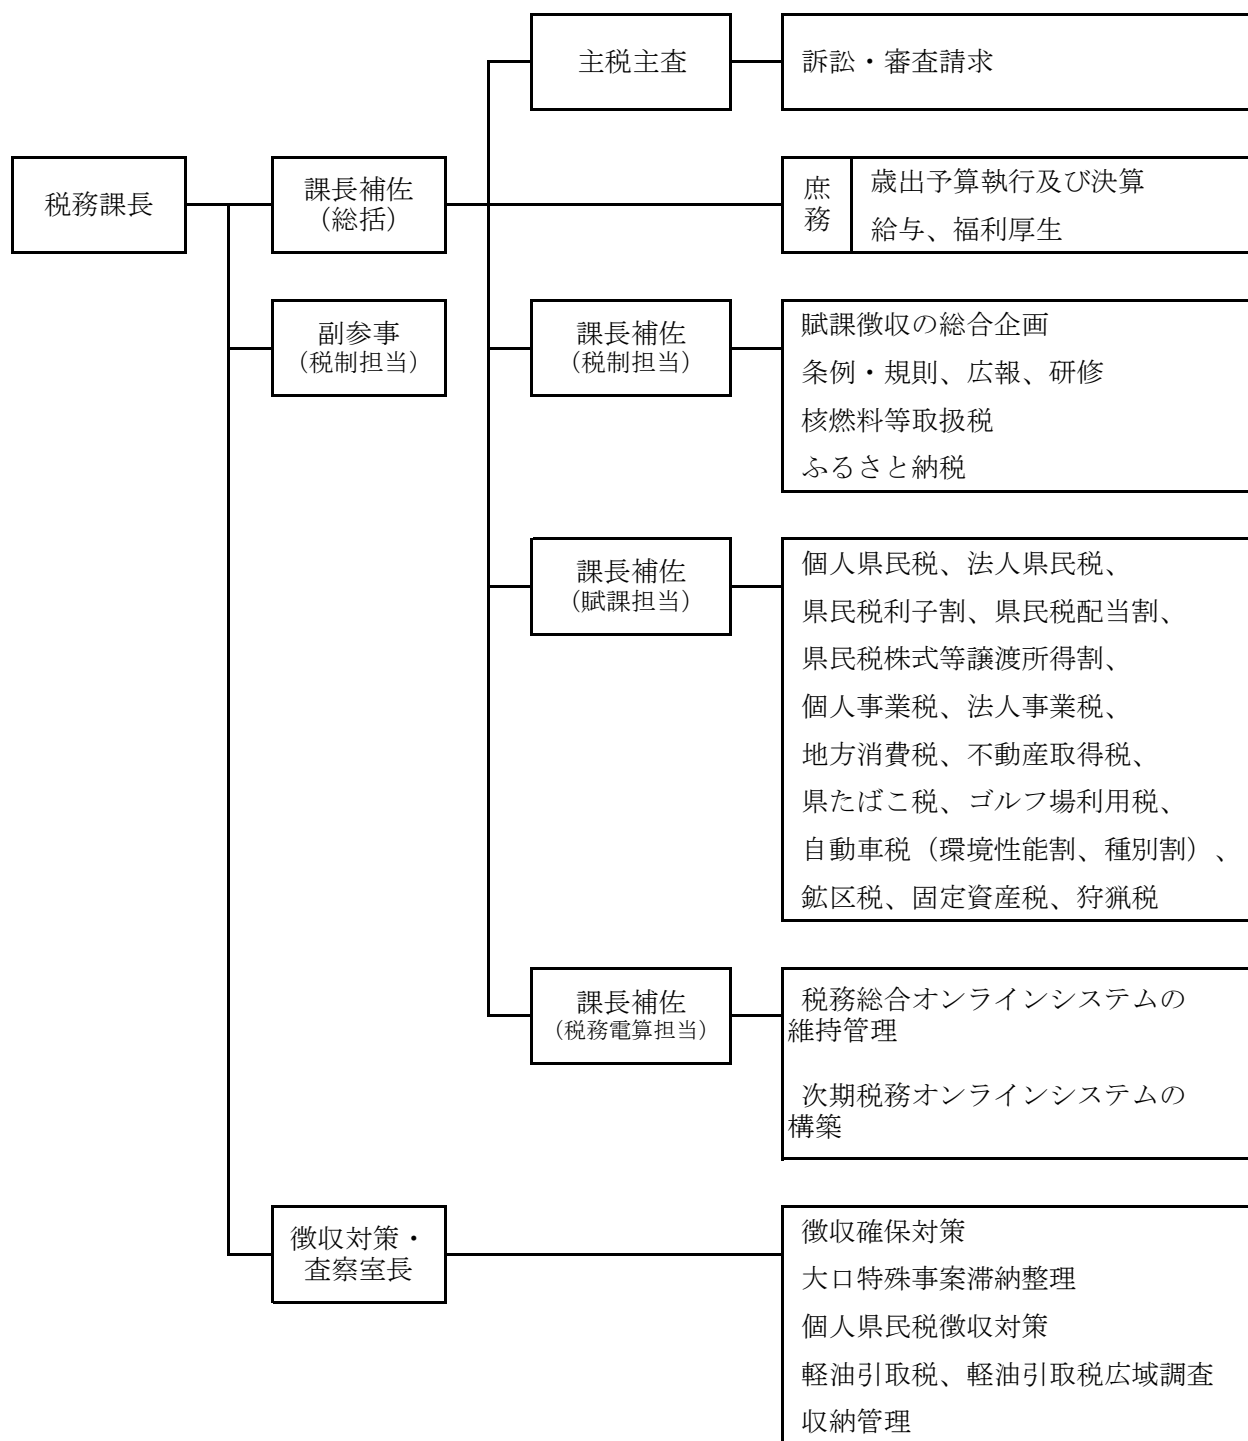 主税主査
訴訟・審査請求
税務課長
課長補佐
（総括）
庶務
歳出予算執行及び決算
給与、福利厚生
副参事
（税制担当）
課長補佐
（税制担当）
賦課徴収の総合企画
条例・規則、広報、研修
核燃料等取扱税
ふるさと納税
課長補佐
（賦課担当）
個人県民税、法人県民税、
県民税利子割、県民税配当割、
県民税株式等譲渡所得割、
個人事業税、法人事業税、
地方消費税、不動産取得税、
県たばこ税、ゴルフ場利用税、
自動車税（環境性能割、種別割）、
鉱区税、固定資産税、狩猟税
課長補佐
（税務電算担当）
税務総合オンラインシステムの
維持管理
次期税務オンラインシステムの
構築
徴収対策・
査察室長
徴収確保対策
大口特殊事案滞納整理
個人県民税徴収対策
軽油引取税、軽油引取税広域調査
収納管理